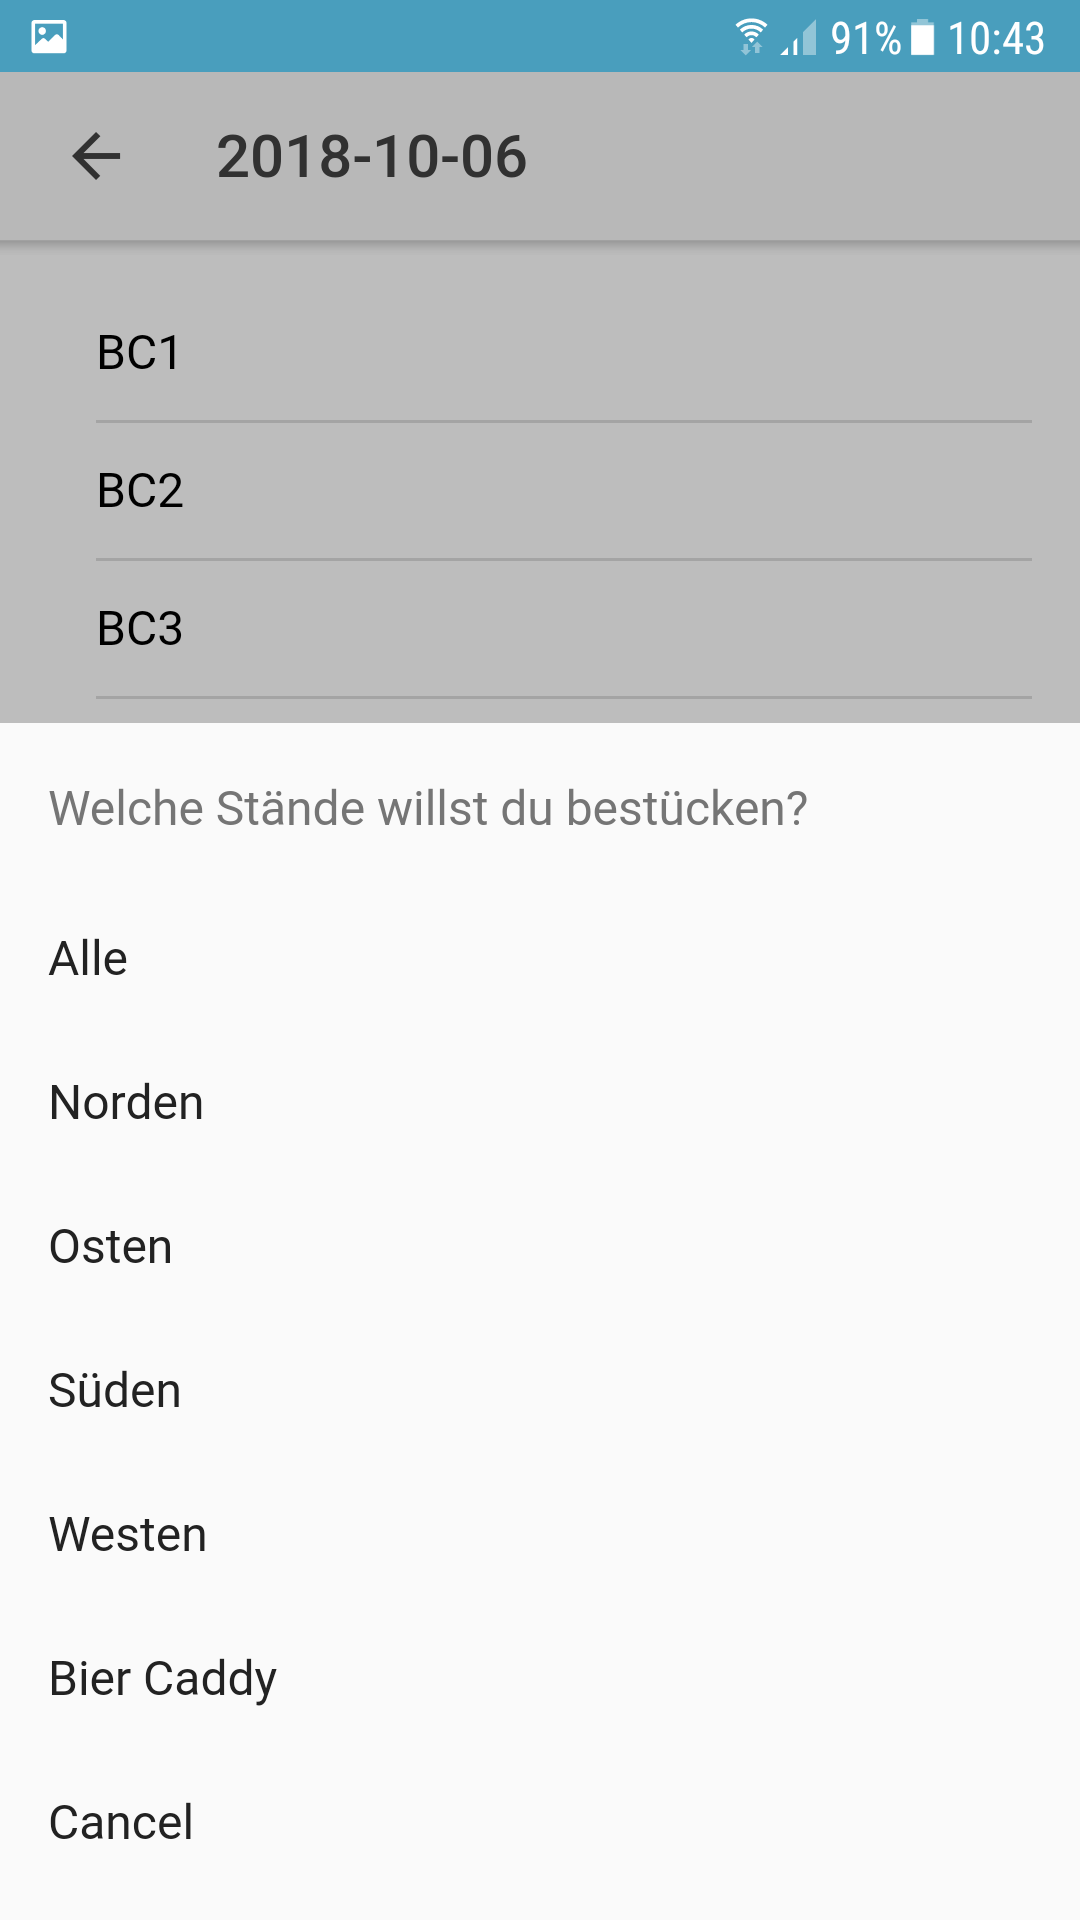 91% 10:43
2018-10-06
BC1
BC2
BC3
Welche Stände willst du bestücken?
Alle
Norden
Osten
Süden
Westen
Bier Caddy
Cancel